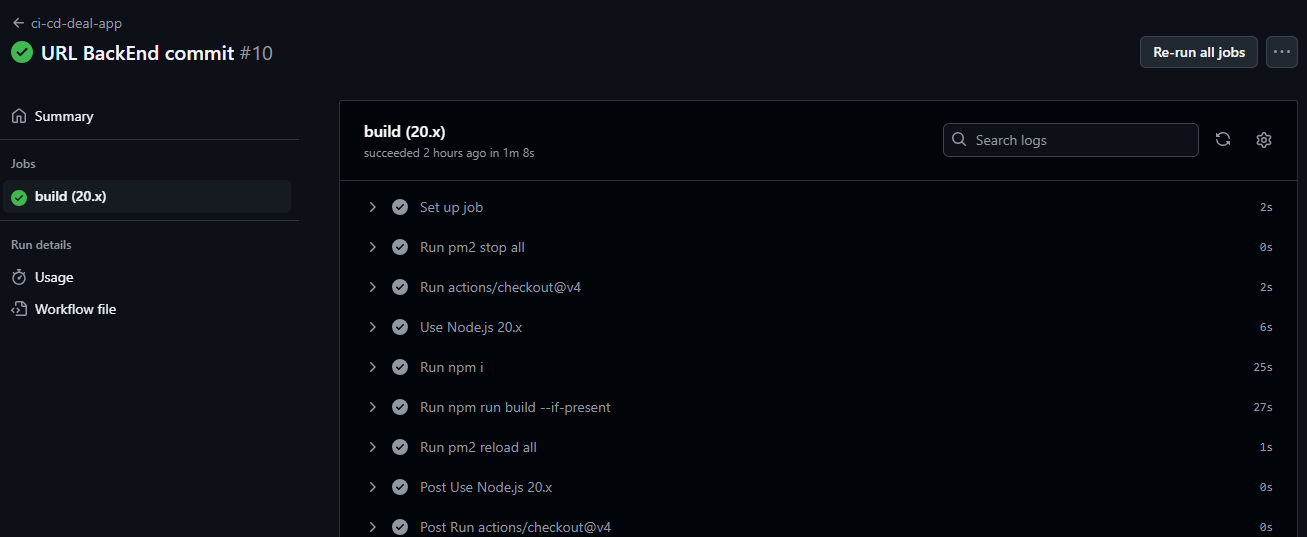 ci-cd-deal-app
URL BackEnd commit #10
Re-run all jobs
Summary
Jobs
build (20.x)
Run details
Usage
Workflow file
build (20.x)
succeeded 2 hours ago in 1m 8s
Search logs
Set up job 2s
Run pm2 stop all 0s
Run actions/checkout@v4 2s
Use Node.js 20.x 6s
Run npm i 25s
Run npm run build --if-present 27s
Run pm2 reload all 1s
Post Use Node.js 20.x 0s
Post Run actions/checkout@v4 0s